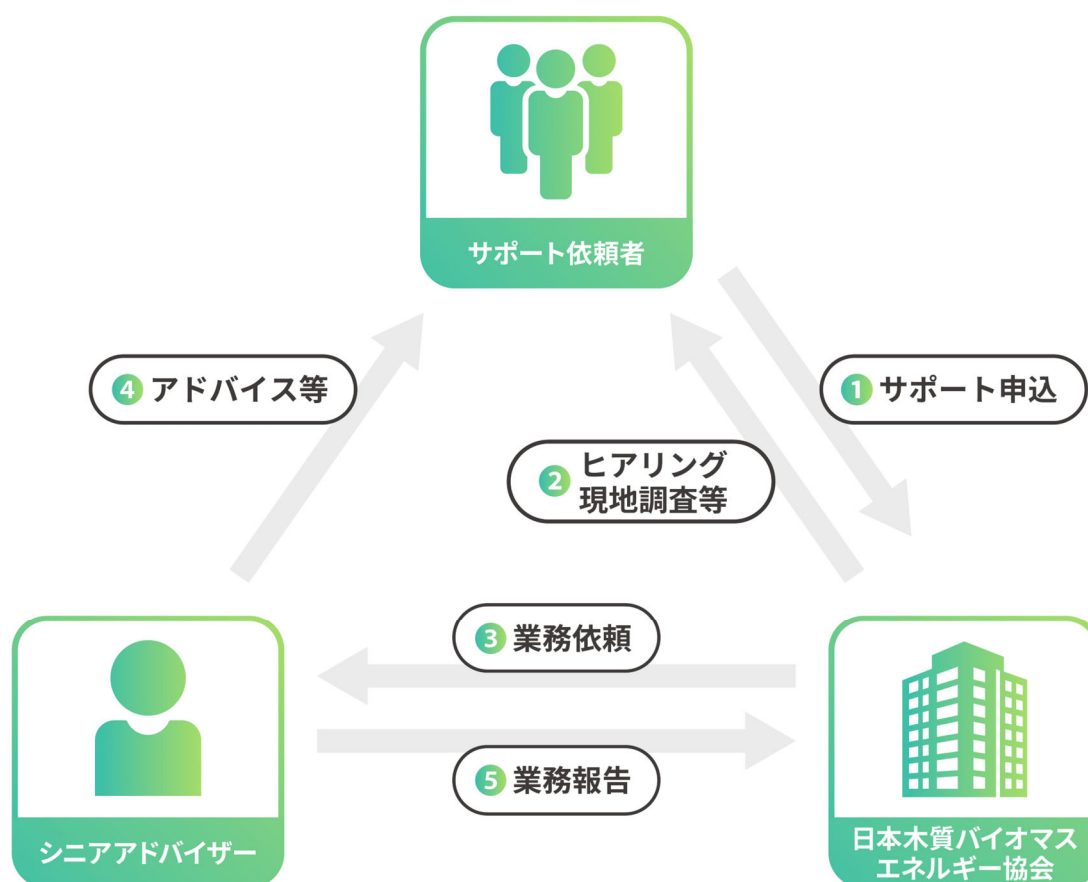 サポート依頼者
4 アドバイス等
1 サポート申込
2 ヒアリング
現地調査等
3 業務依頼
5 業務報告
シニアアドバイザー
日本木質バイオマス
エネルギー協会